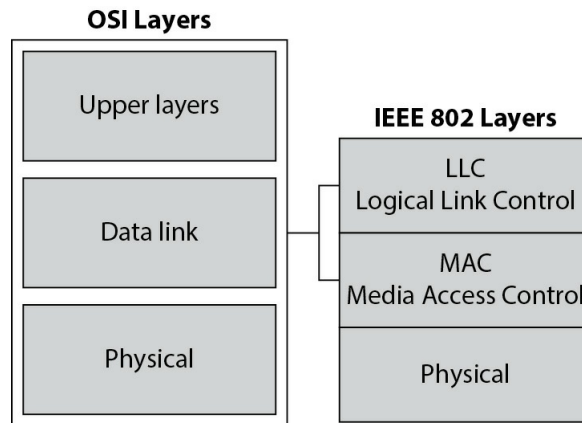 OSI Layers
Upper layers
Data link
Physical
IEEE 802 Layers
LLC
Logical Link Control
MAC
Media Access Control
Physical